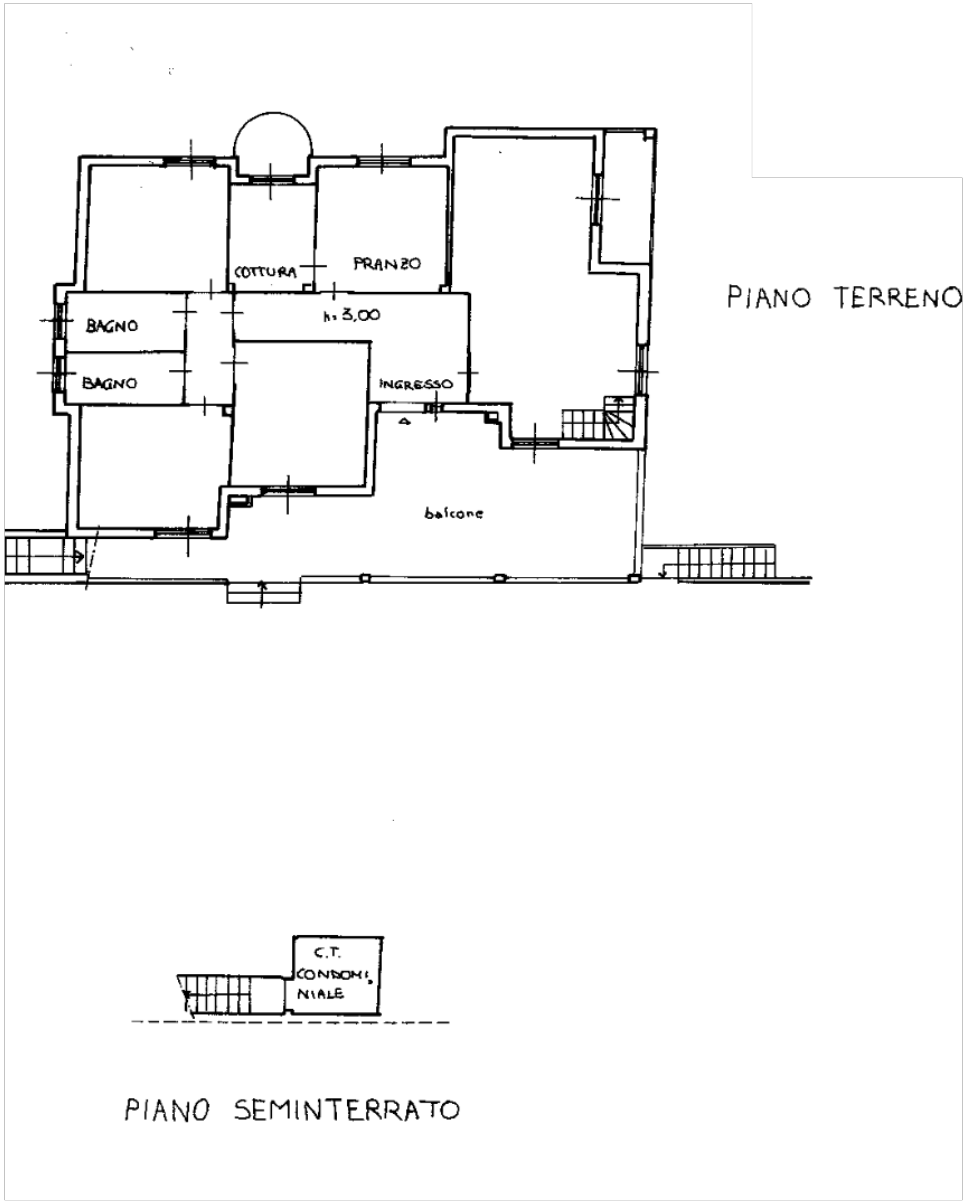 COTTURA
PRANZO
PIANO TERRENO
h= 3,00
BAGNO
BAGNO
INGRESSO
balcone
C.T.
CONDOMI,
NIALE
PIANO SEMINTERRATO